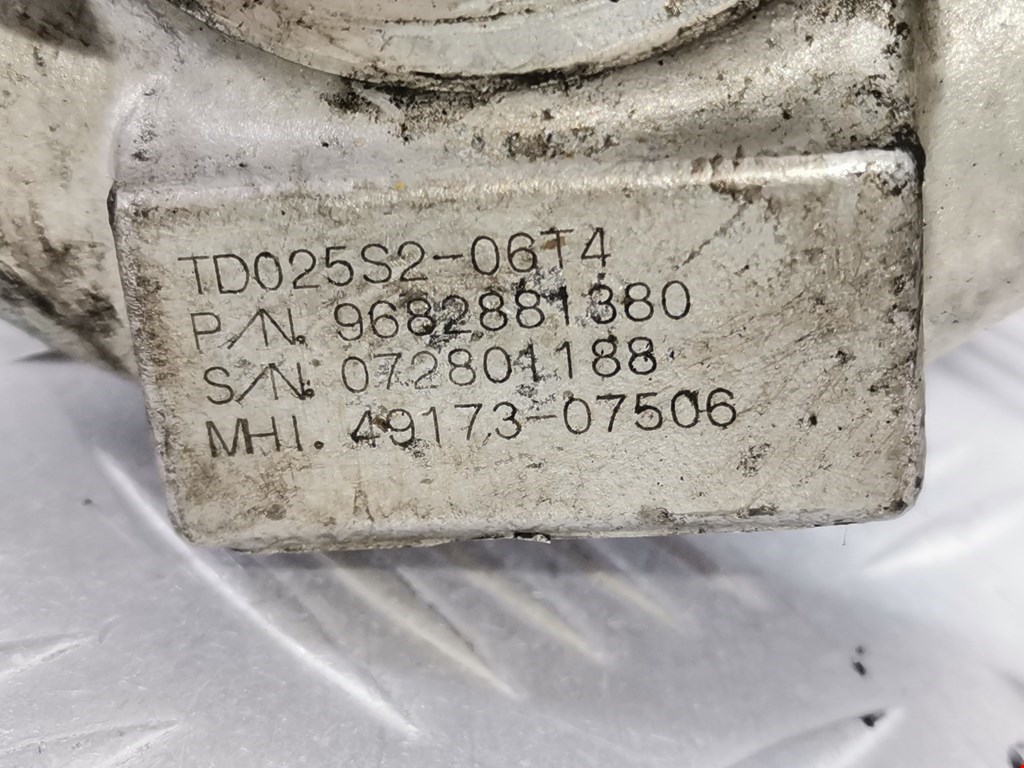 TD025S2-06T4
P/N. 9682881380
S/N. 072801188
MHI. 49173-07506